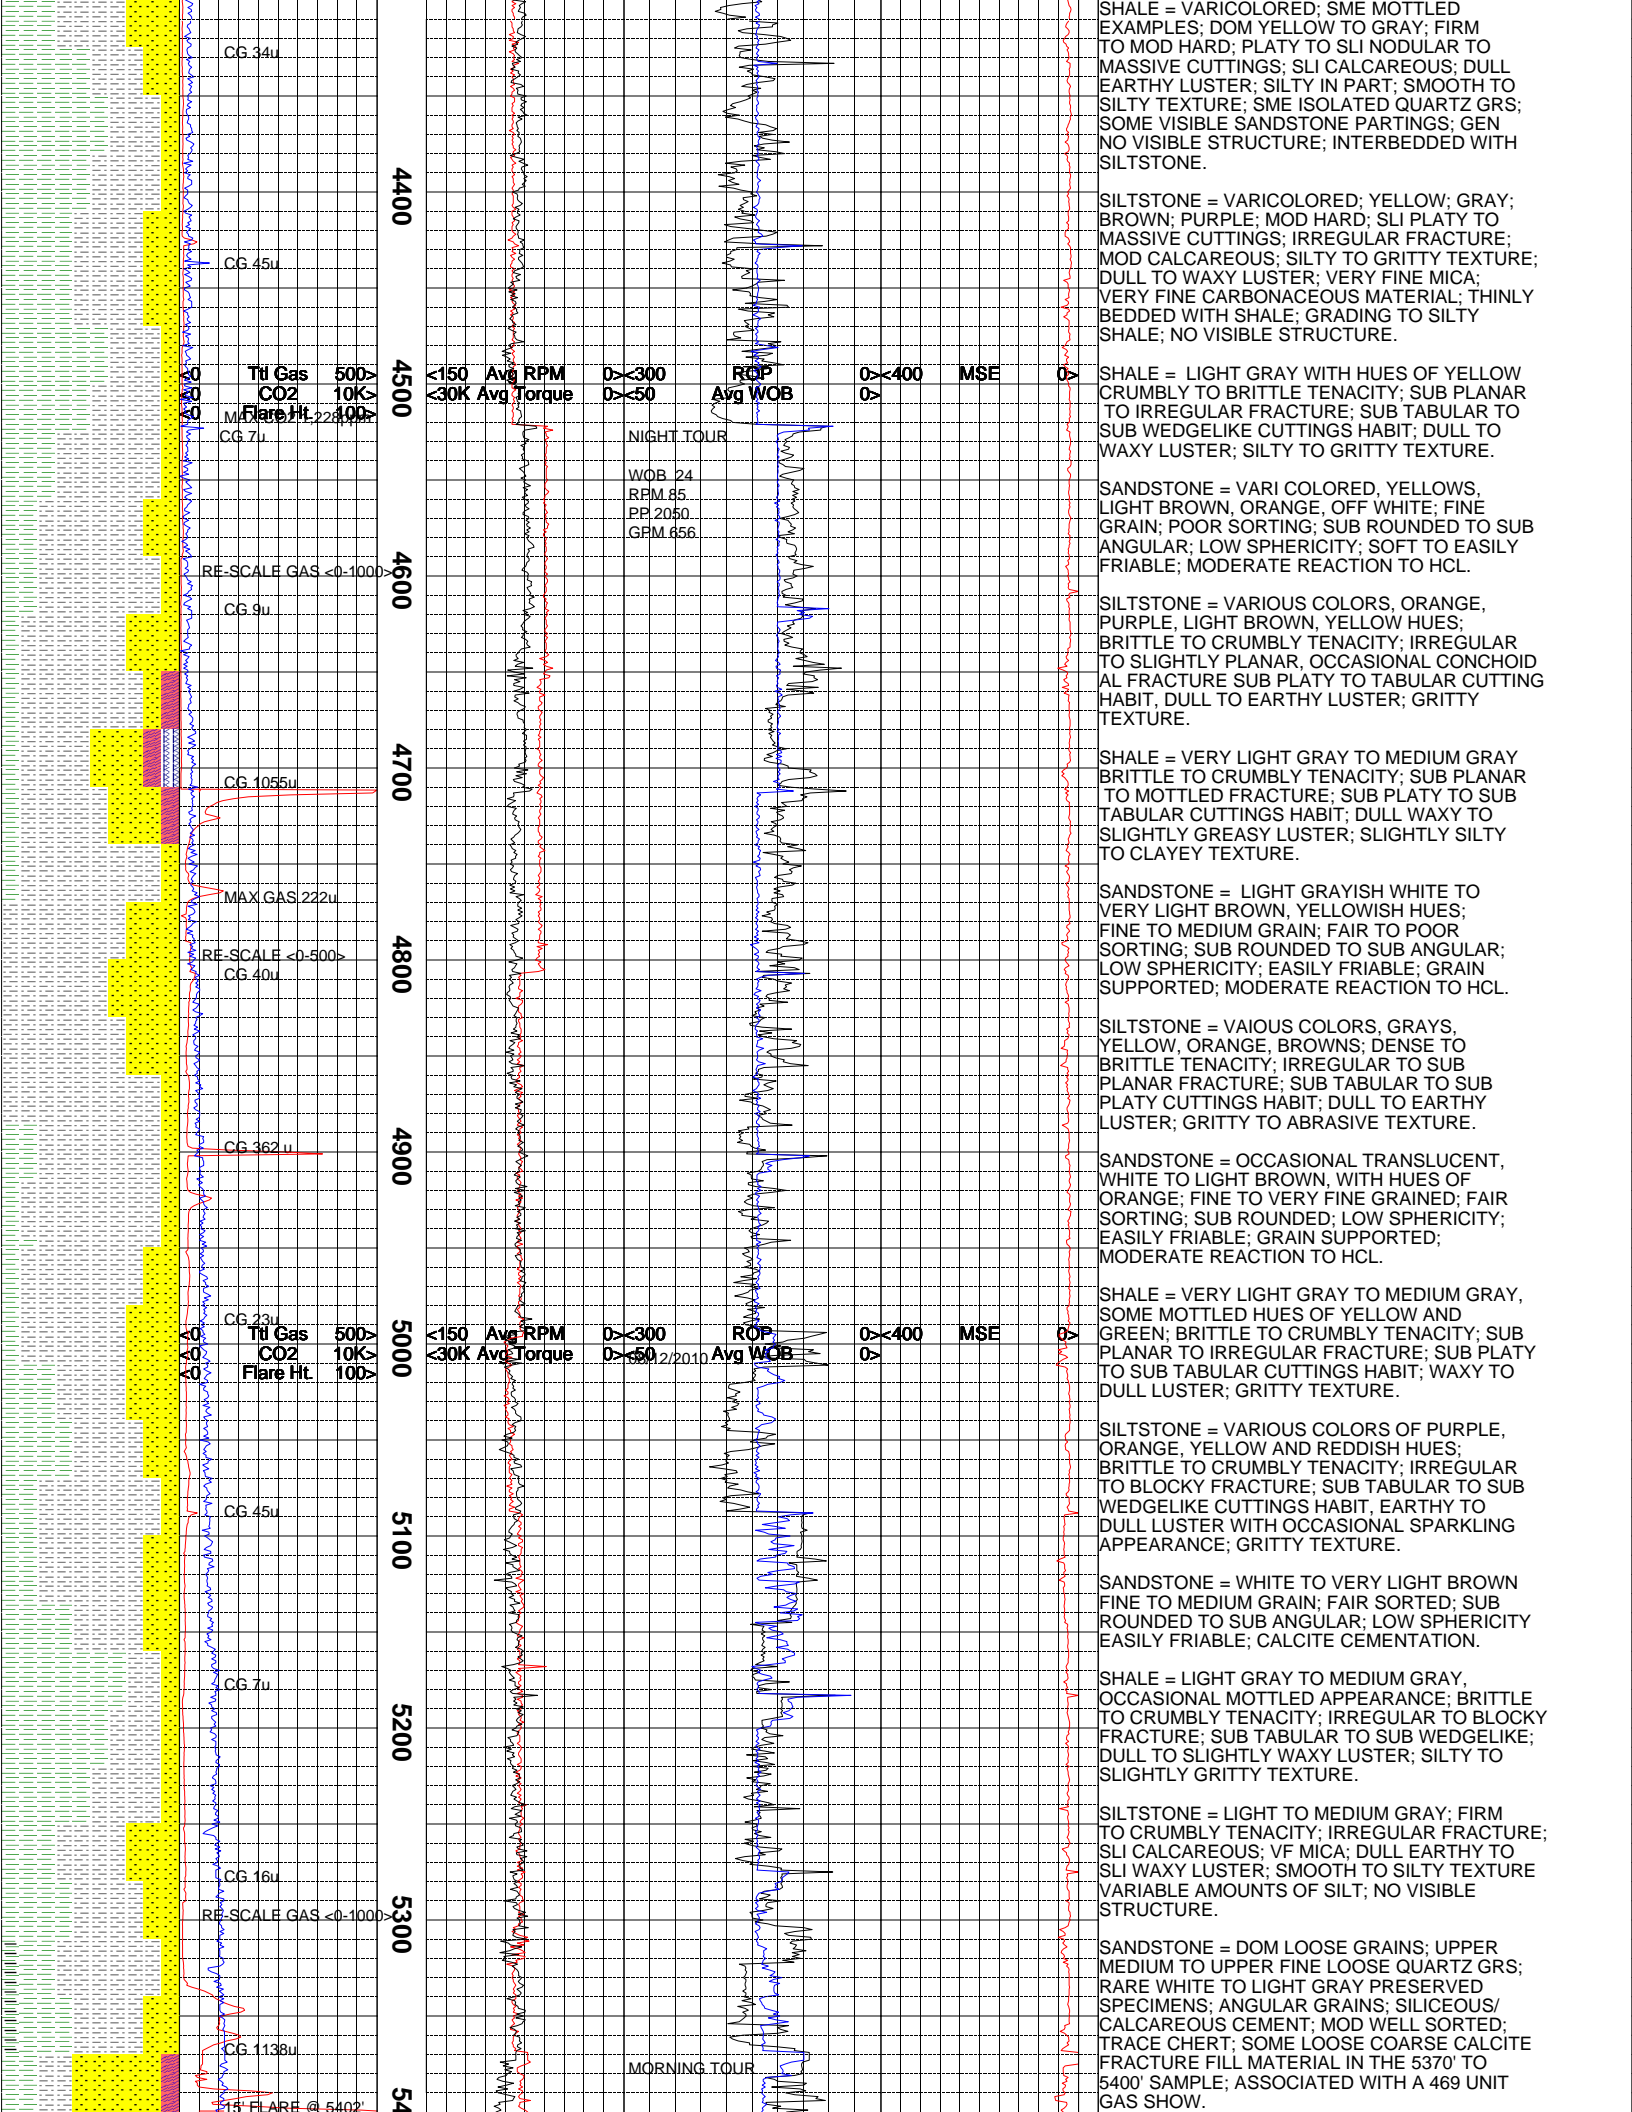 CG 34u
4400
CG 45u
4500
<0 Ttl Gas 500>
<0 CO2 10K>
<0 Flare Ht. 100>
<150 Avg RPM 0>
<30K Avg Torque 0>
<300 ROP 0>
<50 Avg WOB 0>
<400 MSE 0>
MAX CO2 1,228ppm
CG 7u
NIGHT TOUR
WOB 24
RPM 85
PP 2050
GPM 656
RE-SCALE GAS <0-1000>
4600
CG 9u
4700
CG 1055u
MAX GAS 222u
RE-SCALE <0-500>
4800
CG 40u
4900
CG 362 u
CG 23u
5000
<0 Ttl Gas 500>
<0 CO2 10K>
<0 Flare Ht. 100>
<150 Avg RPM 0>
<30K Avg Torque 0>
<300 ROP 0>
<50 Avg WOB 0>
<400 MSE 0>
12/2010
CG 45u
5100
CG 7u
5200
CG 16u
RE-SCALE GAS <0-1000>
5300
CG 1138u
MORNING TOUR
15' FLARE @ 5402'
54
SHALE = VARICOLORED; SME MOTTLED
EXAMPLES; DOM YELLOW TO GRAY; FIRM
TO MOD HARD; PLATY TO SLI NODULAR TO
MASSIVE CUTTINGS; SLI CALCAREOUS; DULL
EARTHY LUSTER; SILTY IN PART; SMOOTH TO
SILTY TEXTURE; SME ISOLATED QUARTZ GRS;
SOME VISIBLE SANDSTONE PARTINGS; GEN
NO VISIBLE STRUCTURE; INTERBEDDED WITH
SILTSTONE.
SILTSTONE = VARICOLORED; YELLOW; GRAY;
BROWN; PURPLE; MOD HARD; SLI PLATY TO
MASSIVE CUTTINGS; IRREGULAR FRACTURE;
MOD CALCAREOUS; SILTY TO GRITTY TEXTURE;
DULL TO WAXY LUSTER; VERY FINE MICA;
VERY FINE CARBONACEOUS MATERIAL; THINLY
BEDDED WITH SHALE; GRADING TO SILTY
SHALE; NO VISIBLE STRUCTURE.
SHALE = LIGHT GRAY WITH HUES OF YELLOW
CRUMBLY TO BRITTLE TENACITY; SUB PLANAR
TO IRREGULAR FRACTURE; SUB TABULAR TO
SUB WEDGELIKE CUTTINGS HABIT; DULL TO
WAXY LUSTER; SILTY TO GRITTY TEXTURE.
SANDSTONE = VARI COLORED, YELLOWS,
LIGHT BROWN, ORANGE, OFF WHITE; FINE
GRAIN; POOR SORTING; SUB ROUNDED TO SUB
ANGULAR; LOW SPHERICITY; SOFT TO EASILY
FRIABLE; MODERATE REACTION TO HCL.
SILTSTONE = VARIOUS COLORS, ORANGE,
PURPLE, LIGHT BROWN, YELLOW HUES;
BRITTLE TO CRUMBLY TENACITY; IRREGULAR
TO SLIGHTLY PLANAR, OCCASIONAL CONCHOID
AL FRACTURE SUB PLATY TO TABULAR CUTTING
HABIT, DULL TO EARTHY LUSTER; GRITTY
TEXTURE.
SHALE = VERY LIGHT GRAY TO MEDIUM GRAY
BRITTLE TO CRUMBLY TENACITY; SUB PLANAR
TO MOTTLED FRACTURE; SUB PLATY TO SUB
TABULAR CUTTINGS HABIT; DULL WAXY TO
SLIGHTLY GREASY LUSTER; SLIGHTLY SILTY
TO CLAYEY TEXTURE.
SANDSTONE = LIGHT GRAYISH WHITE TO
VERY LIGHT BROWN, YELLOWISH HUES;
FINE TO MEDIUM GRAIN; FAIR TO POOR
SORTING; SUB ROUNDED TO SUB ANGULAR;
LOW SPHERICITY; EASILY FRIABLE; GRAIN
SUPPORTED; MODERATE REACTION TO HCL.
SILTSTONE = VAIOUS COLORS, GRAYS,
YELLOW, ORANGE, BROWNS; DENSE TO
BRITTLE TENACITY; IRREGULAR TO SUB
PLANAR FRACTURE; SUB TABULAR TO SUB
PLATY CUTTINGS HABIT; DULL TO EARTHY
LUSTER; GRITTY TO ABRASIVE TEXTURE.
SANDSTONE = OCCASIONAL TRANSLUCENT,
WHITE TO LIGHT BROWN, WITH HUES OF
ORANGE; FINE TO VERY FINE GRAINED; FAIR
SORTING; SUB ROUNDED; LOW SPHERICITY;
EASILY FRIABLE; GRAIN SUPPORTED;
MODERATE REACTION TO HCL.
SHALE = VERY LIGHT GRAY TO MEDIUM GRAY,
SOME MOTTLED HUES OF YELLOW AND
GREEN; BRITTLE TO CRUMBLY TENACITY; SUB
PLANAR TO IRREGULAR FRACTURE; SUB PLATY
TO SUB TABULAR CUTTINGS HABIT; WAXY TO
DULL LUSTER; GRITTY TEXTURE.
SILTSTONE = VARIOUS COLORS OF PURPLE,
ORANGE, YELLOW AND REDDISH HUES;
BRITTLE TO CRUMBLY TENACITY; IRREGULAR
TO BLOCKY FRACTURE; SUB TABULAR TO SUB
WEDGELIKE CUTTINGS HABIT, EARTHY TO
DULL LUSTER WITH OCCASIONAL SPARKLING
APPEARANCE; GRITTY TEXTURE.
SANDSTONE = WHITE TO VERY LIGHT BROWN
FINE TO MEDIUM GRAIN; FAIR SORTED; SUB
ROUNDED TO SUB ANGULAR; LOW SPHERICITY
EASILY FRIABLE; CALCITE CEMENTATION.
SHALE = LIGHT GRAY TO MEDIUM GRAY,
OCCASIONAL MOTTLED APPEARANCE; BRITTLE
TO CRUMBLY TENACITY; IRREGULAR TO BLOCKY
FRACTURE; SUB TABULAR TO SUB WEDGELIKE;
DULL TO SLIGHTLY WAXY LUSTER; SILTY TO
SLIGHTLY GRITTY TEXTURE.
SILTSTONE = LIGHT TO MEDIUM GRAY; FIRM
TO CRUMBLY TENACITY; IRREGULAR FRACTURE;
SLI CALCAREOUS; VF MICA; DULL EARTHY TO
SLI WAXY LUSTER; SMOOTH TO SILTY TEXTURE
VARIABLE AMOUNTS OF SILT; NO VISIBLE
STRUCTURE.
SANDSTONE = DOM LOOSE GRAINS; UPPER
MEDIUM TO UPPER FINE LOOSE QUARTZ GRS;
RARE WHITE TO LIGHT GRAY PRESERVED
SPECIMENS; ANGULAR GRAINS; SILICEOUS/
CALCAREOUS CEMENT; MOD WELL SORTED;
TRACE CHERT; SOME LOOSE COARSE CALCITE
FRACTURE FILL MATERIAL IN THE 5370' TO
5400' SAMPLE; ASSOCIATED WITH A 469 UNIT
GAS SHOW.